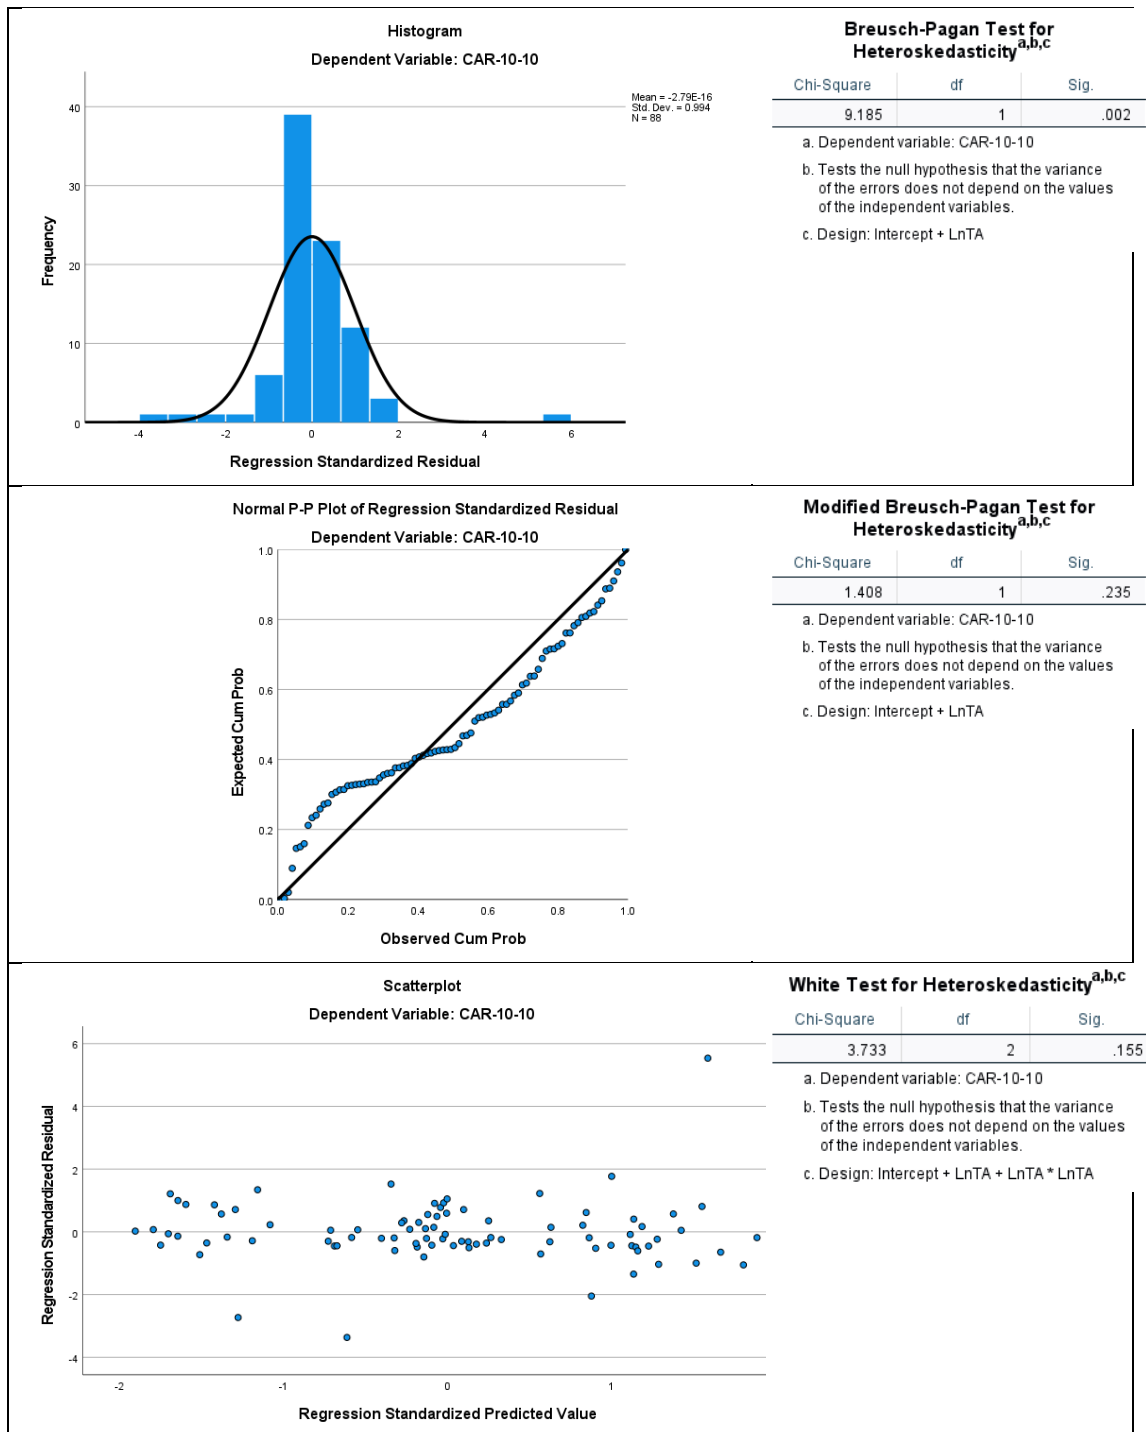 Histogram
Dependent Variable: CAR-10-10
Mean = -2.79E-16
Std. Dev. = 0.994
N = 88
Frequency
40
30
20
10
0
-4
-2
0
2
4
6
Regression Standardized Residual
Breusch-Pagan Test for
Heteroskedasticity a,b,c
Chi-Square df Sig.
9.185 1 .002
a. Dependent variable: CAR-10-10
b. Tests the null hypothesis that the variance
of the errors does not depend on the values
of the independent variables.
c. Design: Intercept + LnTA
Normal P-P Plot of Regression Standardized Residual
Dependent Variable: CAR-10-10
Expected Cum Prob
1.0
0.8
0.6
0.4
0.2
0.0
0.0
0.2
0.4
0.6
0.8
1.0
Observed Cum Prob
Modified Breusch-Pagan Test for
Heteroskedasticity a,b,c
Chi-Square df Sig.
1.408 1 .235
a. Dependent variable: CAR-10-10
b. Tests the null hypothesis that the variance
of the errors does not depend on the values
of the independent variables.
c. Design: Intercept + LnTA
Scatterplot
Dependent Variable: CAR-10-10
Regression Standardized Residual
6
4
2
0
-2
-4
-2
-1
0
1
Regression Standardized Predicted Value
White Test for Heteroskedasticity a,b,c
Chi-Square df Sig.
3.733 2 .155
a. Dependent variable: CAR-10-10
b. Tests the null hypothesis that the variance
of the errors does not depend on the values
of the independent variables.
c. Design: Intercept + LnTA + LnTA * LnTA